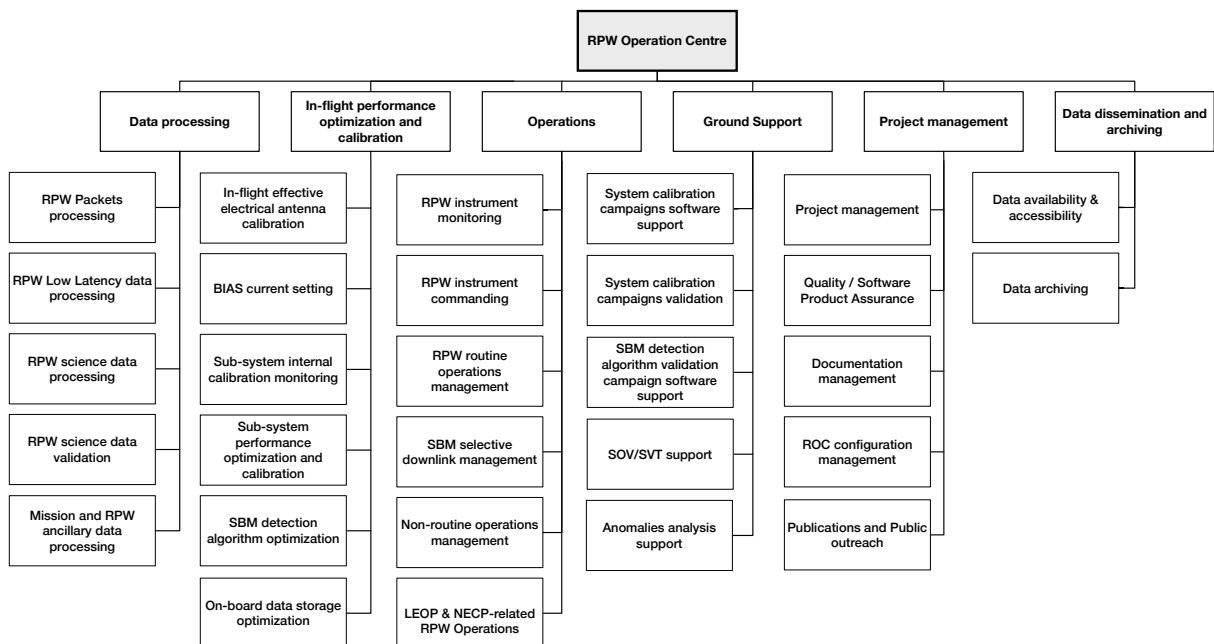 RPW Operation Centre
Data processing
In-flight performance
optimization and
calibration
Operations
Ground Support
Project management
Data dissemination and
archiving
RPW Packets
processing
RPW Low Latency data
processing
RPW science data
processing
RPW science data
validation
Mission and RPW
ancillary data
processing
In-flight effective
electrical antenna
calibration
BIAS current setting
Sub-system internal
calibration monitoring
Sub-system
performance
optimization and
calibration
SBM detection
algorithm optimization
On-board data storage
optimization
RPW instrument
monitoring
RPW instrument
commanding
RPW routine
operations
management
SBM selective
downlink management
Non-routine operations
management
LEOP & NECP-related
RPW Operations
System calibration
campaigns software
support
System calibration
campaigns validation
SBM detection
algorithm validation
campaign software
support
SOV/SVT support
Anomalies analysis
support
Project management
Quality / Software
Product Assurance
Documentation
management
ROC configuration
management
Publications and Public
outreach
Data availability &
accessibility
Data archiving